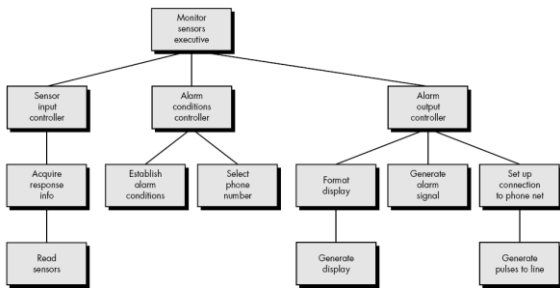 Monitor
sensors
executive
Sensor
input
controller
Alarm
conditions
controller
Alarm
output
controller
Acquire
response
info
Establish
alarm
conditions
Select
phone
number
Format
display
Generate
alarm
signal
Set up
connection
to phone net
Read
sensors
Generate
display
Generate
pulses to line